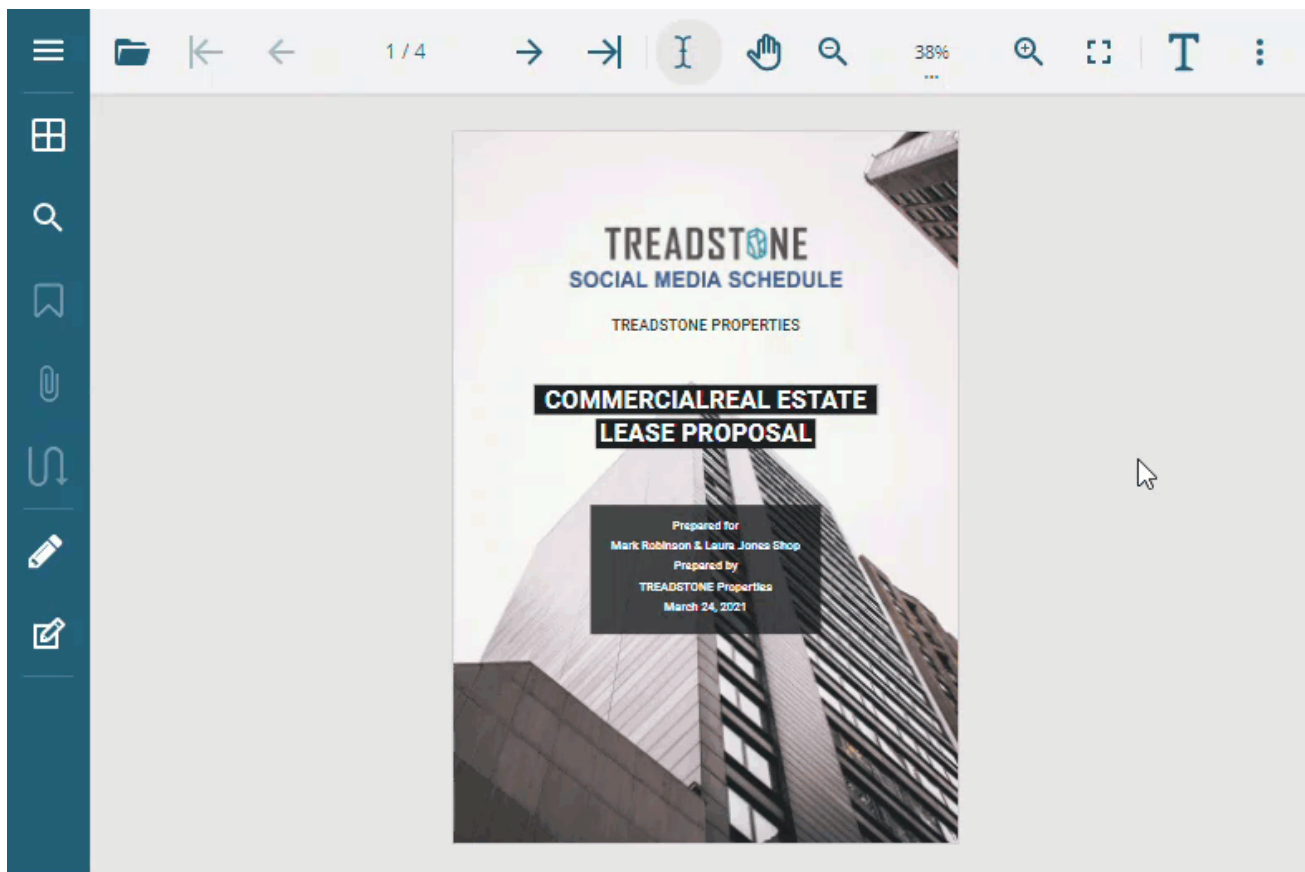 1 / 4
38%
...
TREADSTONE
SOCIAL MEDIA SCHEDULE
TREADSTONE PROPERTIES
COMMERCIALREAL ESTATE
LEASE PROPOSAL
Prepared for
Mark Robinson & Laura Jones Shop
Prepared by
TREADSTONE Properties
March 24, 2021